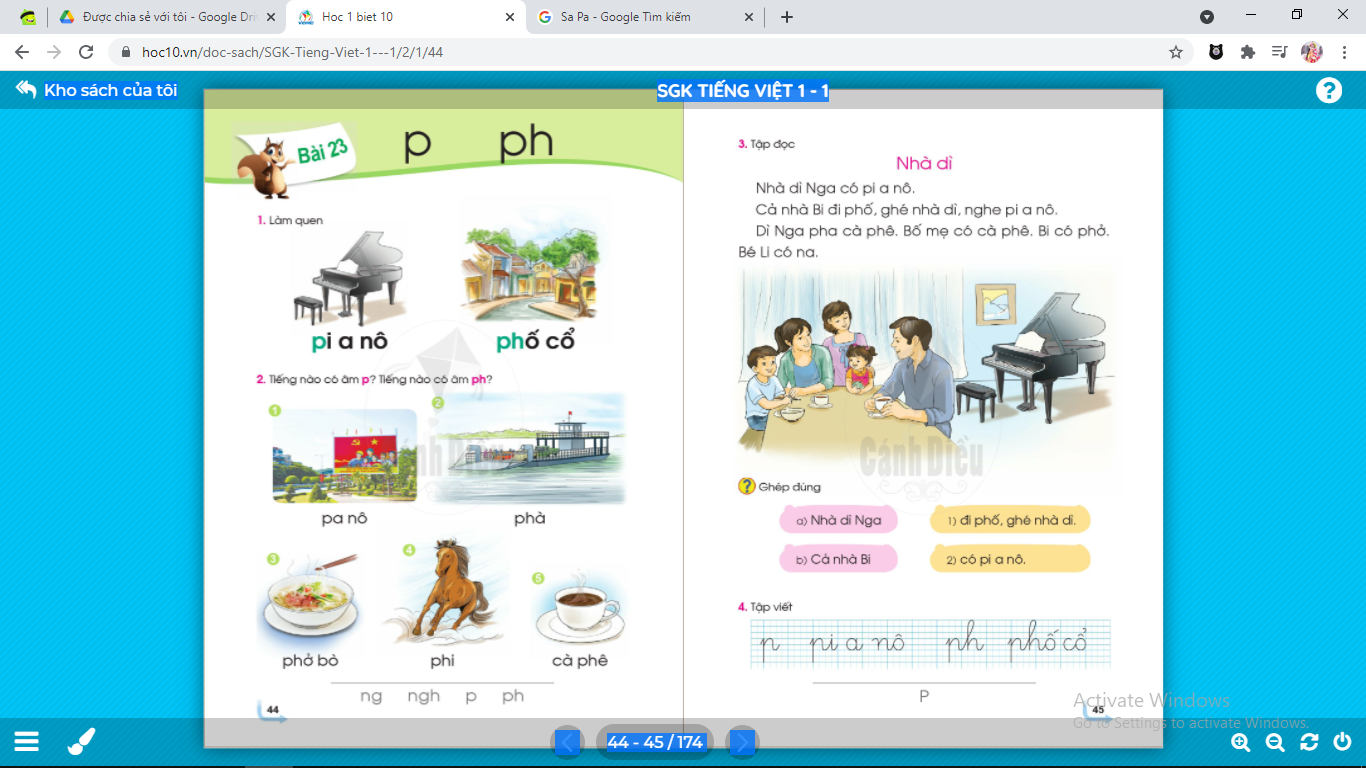 Được chia sẻ với tôi - Google Dri
Hoc 1 biet 10
Sa Pa - Google Tìm kiếm
hoc10.vn/doc-sach/SGK-Tieng-Viet-1---1/2/1/44
Kho sách của tôi
SGK TIẾNG VIỆT 1 - 1
Bài 23
p ph
1. Làm quen
pi a nô
phố cổ
2. Tiếng nào có âm p? Tiếng nào có âm ph?
1
2
pa nô
phà
3
4
5
phở bò
phi
cà phê
ng ngh p ph
44
3. Tập đọc
Nhà dì
Nhà dì Nga có pi a nô.
Cả nhà Bi đi phố, ghé nhà dì, nghe pi a nô.
Dì Nga pha cà phê. Bố mẹ có cà phê. Bi có phở.
Bé Li có na.
Cánh Diều
? Ghép đúng
a) Nhà dì Nga
1) đi phố, ghé nhà dì.
b) Cả nhà Bi
2) có pi a nô.
4. Tập viết
p pi a nô ph phố cổ
P
45
Activate Windows
Go to Settings to activate Windows.
44 - 45 / 174